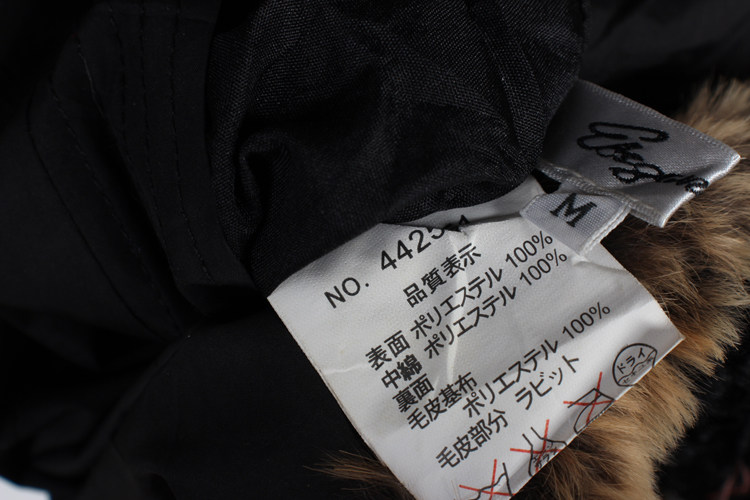 M
NO. 4425
品質表示
表面 ポリエステル 100%
中綿 ポリエステル 100%
裏面
毛皮基布 ポリエステル 100%
毛皮部分 ラビット
ドライ